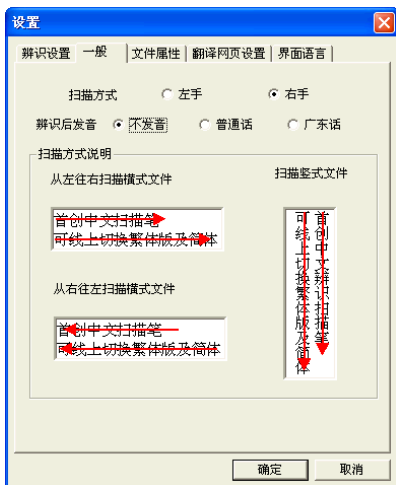 设置
辨识设置 一般 文件属性 翻译网页设置 界面语言
扫描方式 左手 右手
辨识后发音 不发音 普通话 广东话
扫描方式说明
从左往右扫描横式文件
首创中文扫描笔
可线上切换繁体版及简体
从右往左扫描横式文件
首创中文扫描笔
可线上切换繁体版及简体
扫描竖式文件
首创中文辨识扫描笔
可线上切换繁体版及简体
确定 取消